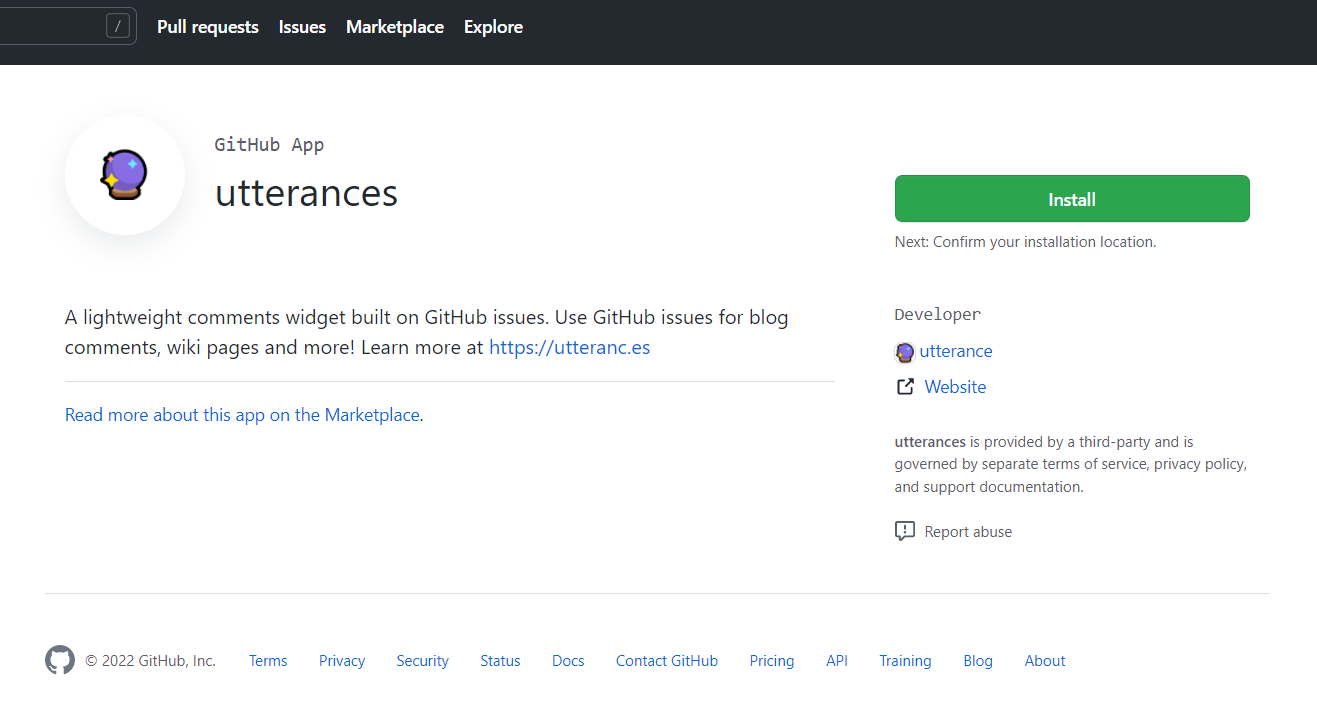 / Pull requests Issues Marketplace Explore
GitHub App
utterances
Install
Next: Confirm your installation location.
A lightweight comments widget built on GitHub issues. Use GitHub issues for blog
comments, wiki pages and more! Learn more at https://utteranc.es
Read more about this app on the Marketplace.
Developer
utterance
Website
utterances is provided by a third-party and is
governed by separate terms of service, privacy policy,
and support documentation.
Report abuse
© 2022 GitHub, Inc. Terms Privacy Security Status Docs Contact GitHub Pricing API Training Blog About